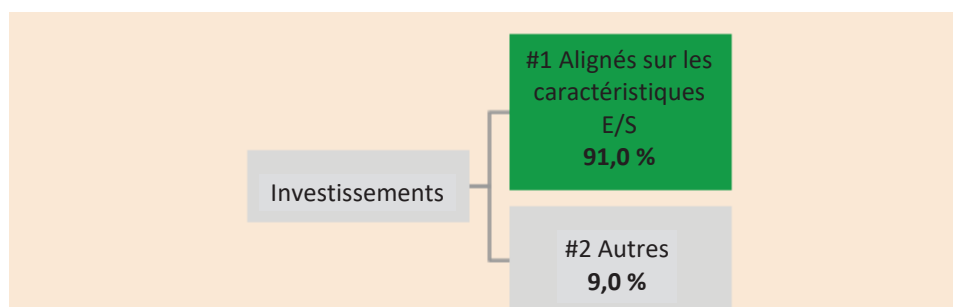 #1 Alignés sur les
caractéristiques
E/S
91,0 %
Investissements
#2 Autres
9,0 %